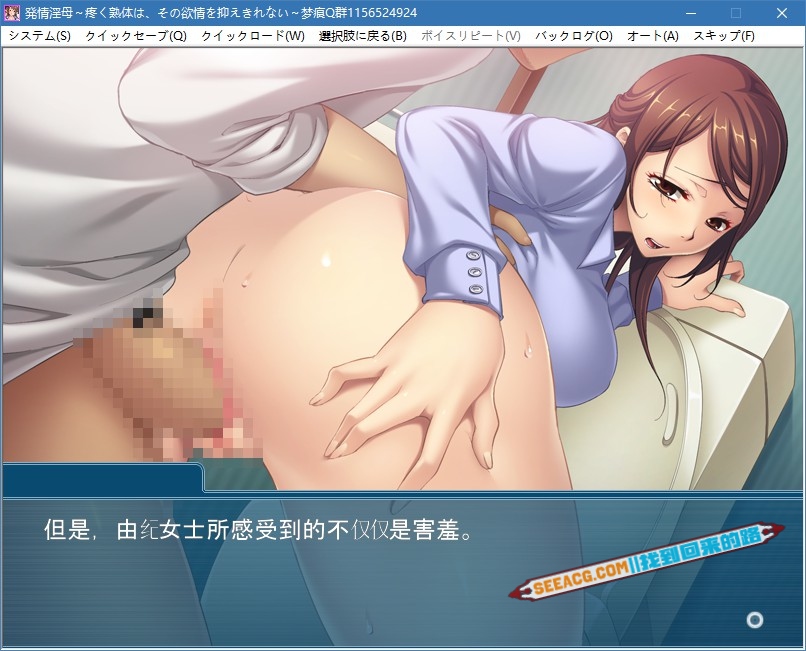 発情淫母～疼く熟体は、その欲情を抑えきれない～梦痕Q群1156524924
システム(S) クイックセーブ(Q) クイックロード(W) 選択肢に戻る(B) ボイスリピート(V) バックログ(O) オート(A) スキップ(F)
但是，由纪女士所感受到的不仅仅是害羞。
SEEACG.COM||找到回来的路